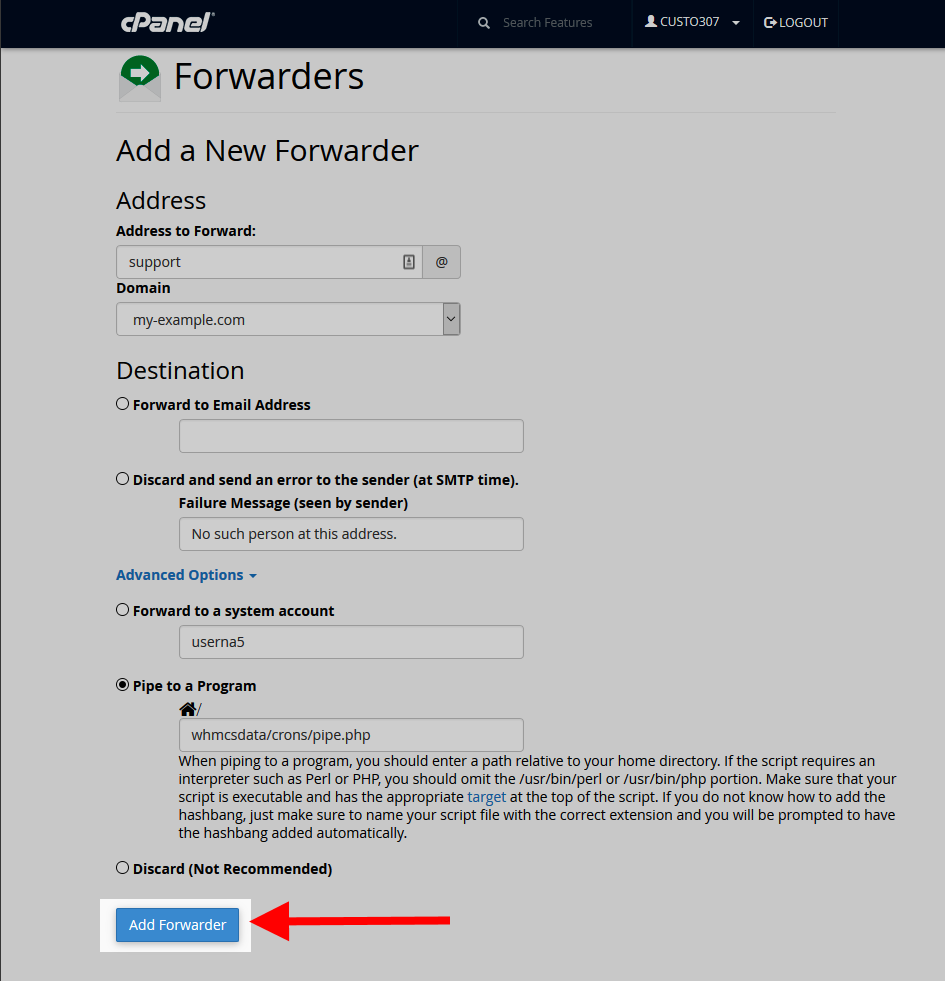 cPanel®
Search Features
CUSTO307
LOGOUT
Forwarders
Add a New Forwarder
Address
Address to Forward:
support
@
Domain
my-example.com
Destination
Forward to Email Address
Discard and send an error to the sender (at SMTP time).
Failure Message (seen by sender)
No such person at this address.
Advanced Options
Forward to a system account
userna5
Pipe to a Program
/
whmcsdata/crons/pipe.php
When piping to a program, you should enter a path relative to your home directory. If the script requires an
interpreter such as Perl or PHP, you should omit the /usr/bin/perl or /usr/bin/php portion. Make sure that your
script is executable and has the appropriate target at the top of the script. If you do not know how to add the
hashbang, just make sure to name your script file with the correct extension and you will be prompted to have
the hashbang added automatically.
Discard (Not Recommended)
Add Forwarder